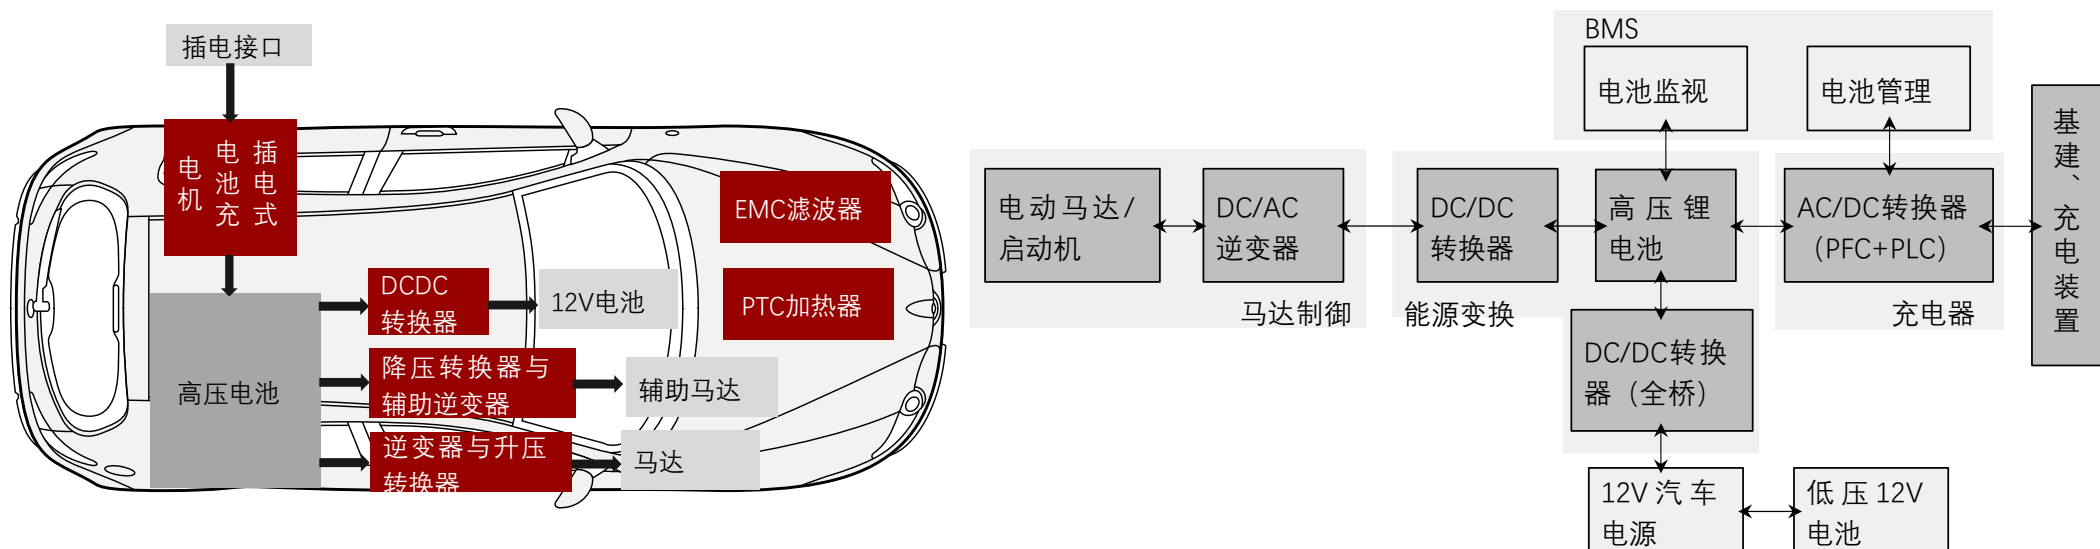 插电接口
插电式
电池充
电机
高压电池
DCDC
转换器
12V电池
降压转换器与
辅助逆变器
辅助马达
逆变器与升压
转换器
马达
EMC滤波器
PTC加热器
BMS
电池监视
电池管理
电动马达/
启动机
DC/AC
逆变器
马达制御
DC/DC
转换器
高压锂
电池
能源变换
AC/DC转换器
（PFC+PLC）
充电器
基建、充电装置
DC/DC转换
器（全桥）
12V汽车
电源
低压12V
电池